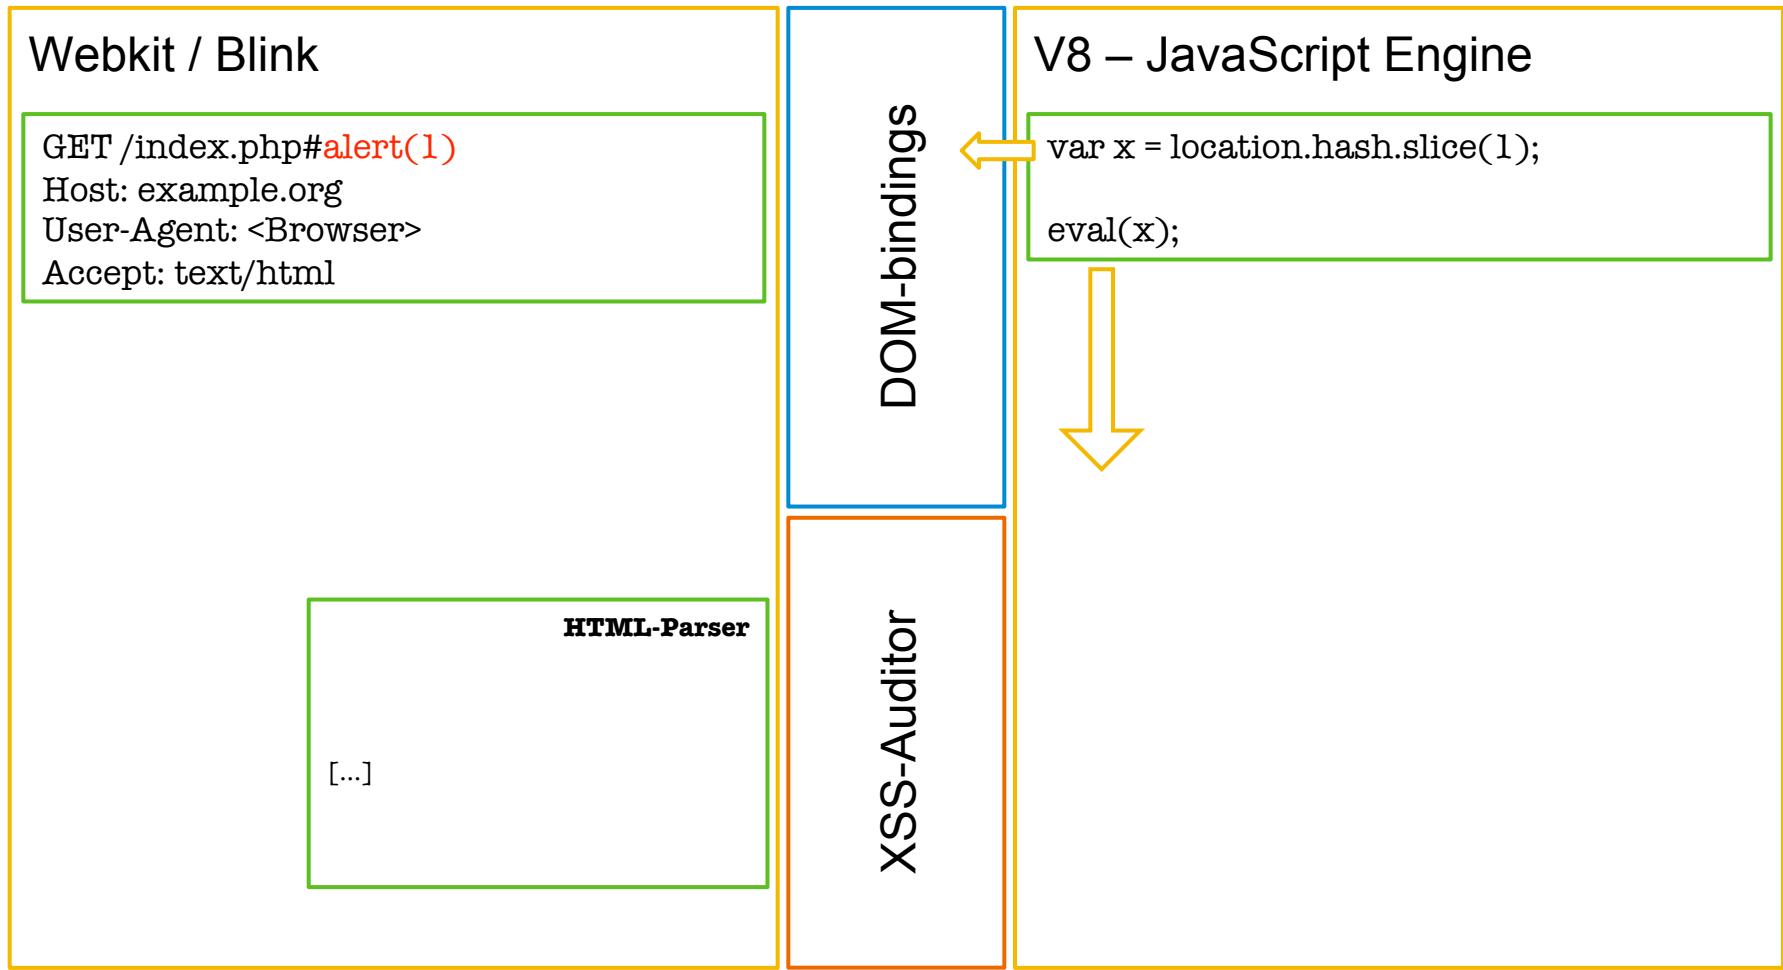 Webkit / Blink
GET /index.php#alert(1)
Host: example.org
User-Agent: <Browser>
Accept: text/html
HTML-Parser
[...]
DOM-bindings
XSS-Auditor
V8 – JavaScript Engine
var x = location.hash.slice(1);
eval(x);